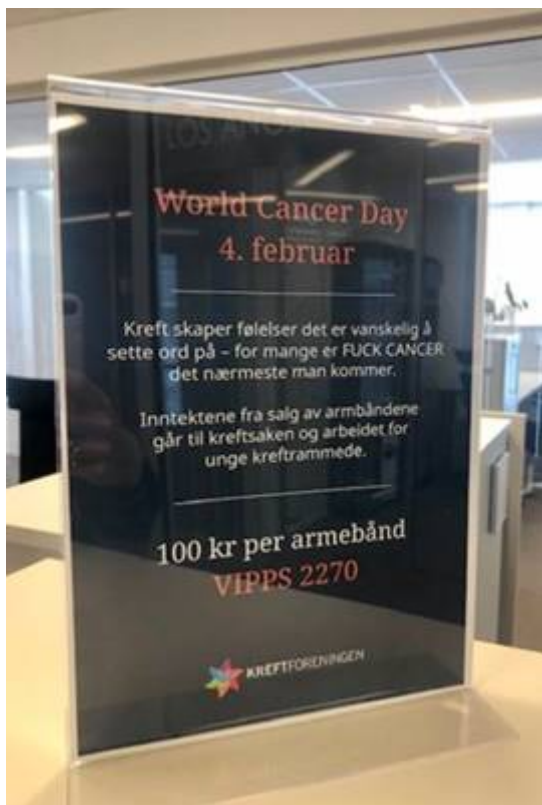 LOS ANG
World Cancer Day
4. februar
Kreft skaper følelser det er vanskelig å
sette ord på – for mange er FUCK CANCER
det nærmeste man kommer.
Inntektene fra salg av armbåndene
går til kreftsaken og arbeidet for
unge kreftrammede.
100 kr per armebånd
VIPPS 2270
KREFTFORENINGEN